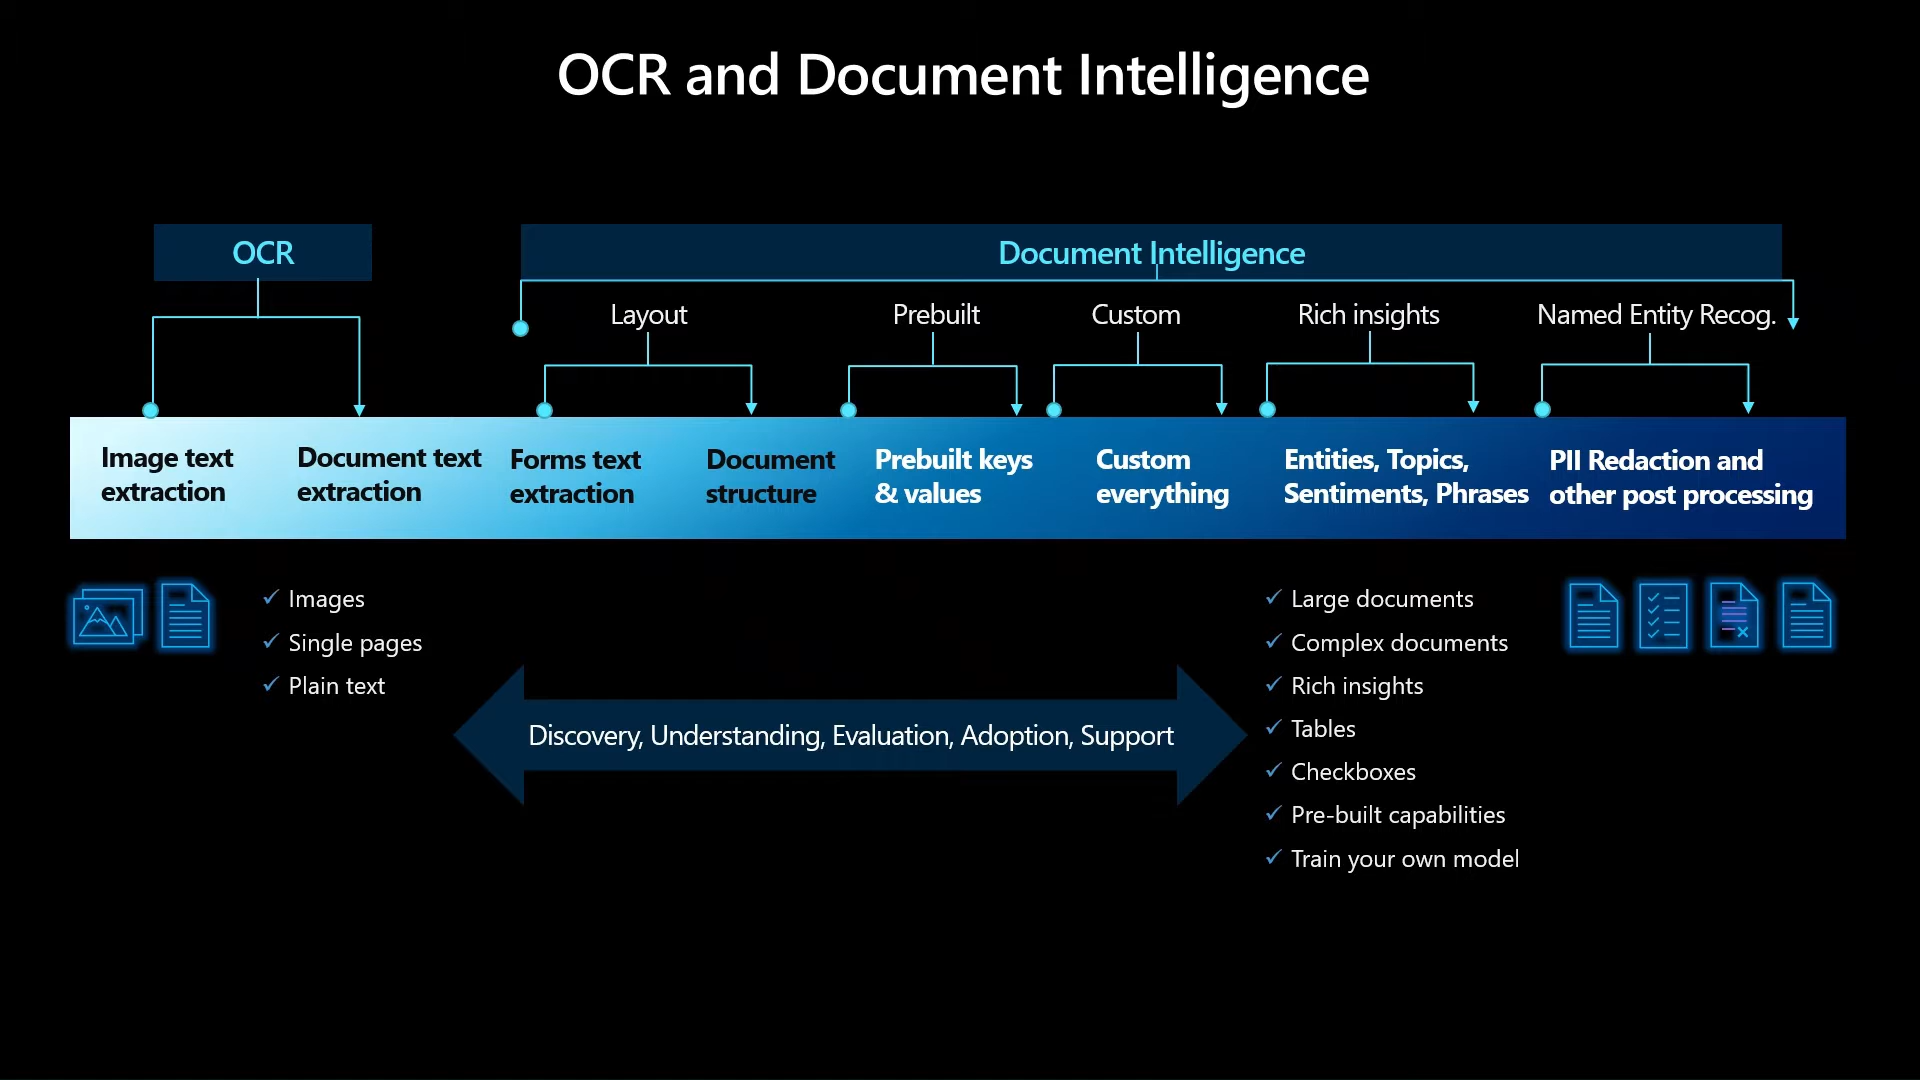 OCR and Document Intelligence
OCR
Document Intelligence
Layout
Prebuilt
Custom
Rich insights
Named Entity Recog.
Image text
extraction
Document text
extraction
Forms text
extraction
Document
structure
Prebuilt keys
& values
Custom
everything
Entities, Topics,
Sentiments, Phrases
PII Redaction and
other post processing
✓ Images
✓ Single pages
✓ Plain text
Discovery, Understanding, Evaluation, Adoption, Support
✓ Large documents
✓ Complex documents
✓ Rich insights
✓ Tables
✓ Checkboxes
✓ Pre-built capabilities
✓ Train your own model